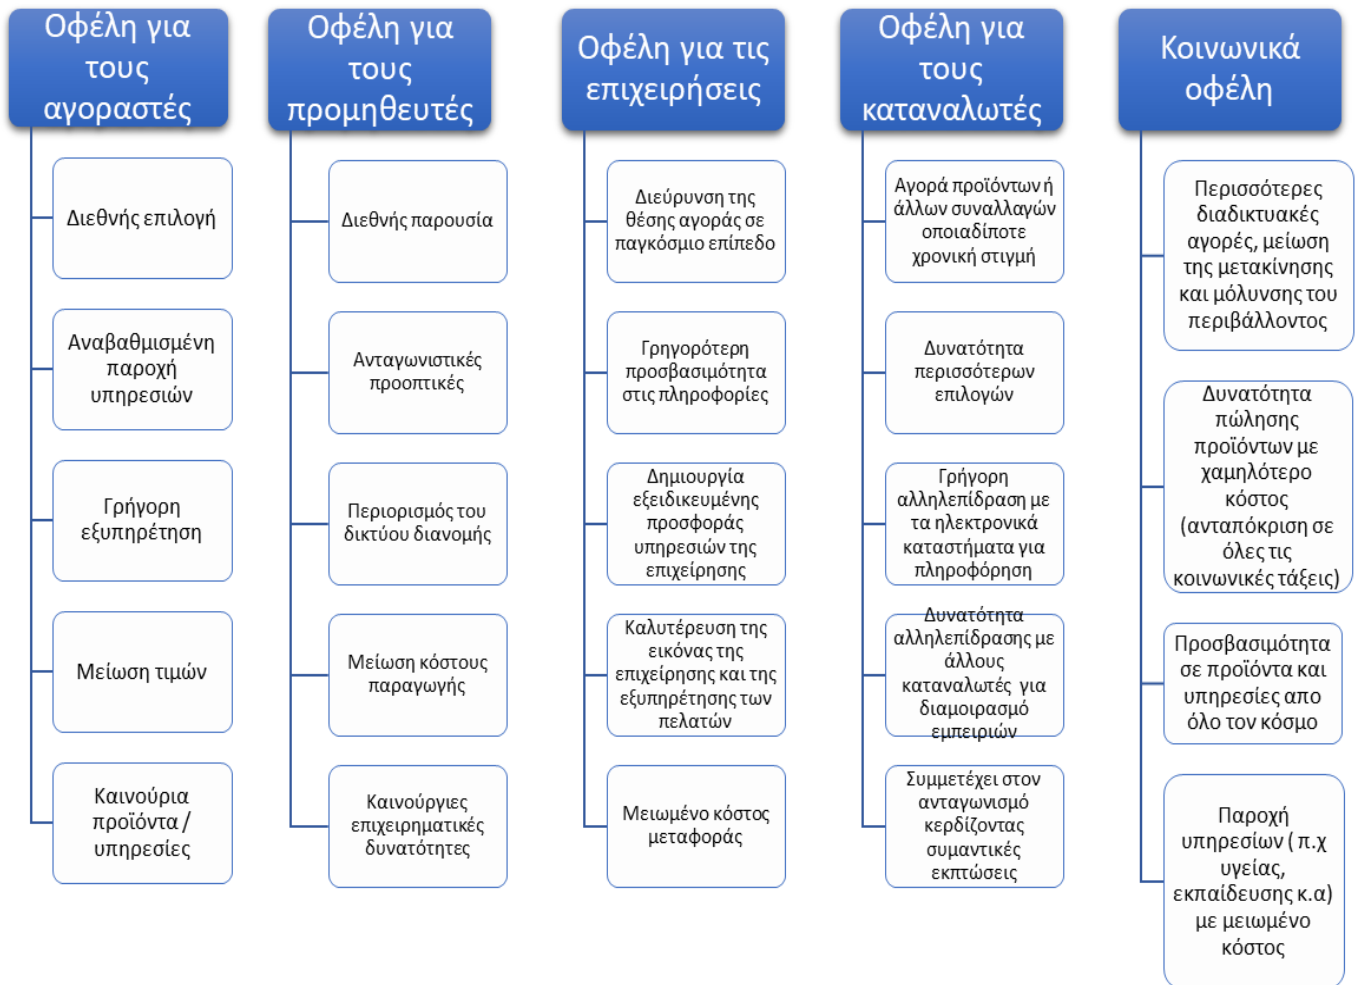 Οφέλη για
τους
αγοραστές
Διεθνής επιλογή
Αναβαθμισμένη
παροχή
υπηρεσιών
Γρήγορη
εξυπηρέτηση
Μείωση τιμών
Καινούρια
προϊόντα /
υπηρεσίες
Οφέλη για
τους
προμηθευτές
Διεθνής παρουσία
Ανταγωνιστικές
προοπτικές
Περιορισμός του
δικτύου διανομής
Μείωση κόστους
παραγωγής
Καινούργιες
επιχειρηματικές
δυνατότητες
Οφέλη για τις
επιχειρήσεις
Διεύρυνση της
θέσης αγοράς σε
παγκόσμιο επίπεδο
Γρηγορότερη
προσβασιμότητα
στις πληροφορίες
Δημιουργία
εξειδικευμένης
προσφοράς
υπηρεσιών της
επιχείρησης
Καλυτέρευση της
εικόνας της
επιχείρησης και της
εξυπηρέτησης των
πελατών
Μειωμένο κόστος
μεταφοράς
Οφέλη για
τους
καταναλωτές
Αγορά προϊόντων ή
άλλων συναλλαγών
οποιαδίποτε
χρονική στιγμή
Δυνατότητα
περισσότερων
επιλογών
Γρήγορη
αλληλεπίδραση με
τα ηλεκτρονικά
καταστήματα για
πληροφόρηση
Δυνατότητα
αλληλεπίδρασης με
άλλους
καταναλωτές για
διαμοιρασμό
εμπειριών
Συμμετέχει στον
ανταγωνισμό
κερδίζοντας
συμαντικές
εκπτώσεις
Κοινωνικά
οφέλη
Περισσότερες
διαδικτυακές
αγορές, μείωση
της μετακίνησης
και μόλυνσης του
περιβάλλοντος
Δυνατότητα
πώλησης
προϊόντων με
χαμηλότερο
κόστος
(ανταπόκριση σε
όλες τις
κοινωνικές τάξεις)
Προσβασιμότητα
σε προϊόντα και
υπηρεσίες απο
όλο τον κόσμο
Παροχή
υπηρεσίων ( π.χ
υγείας,
εκπαίδευσης κ.α)
με μειωμένο
κόστος